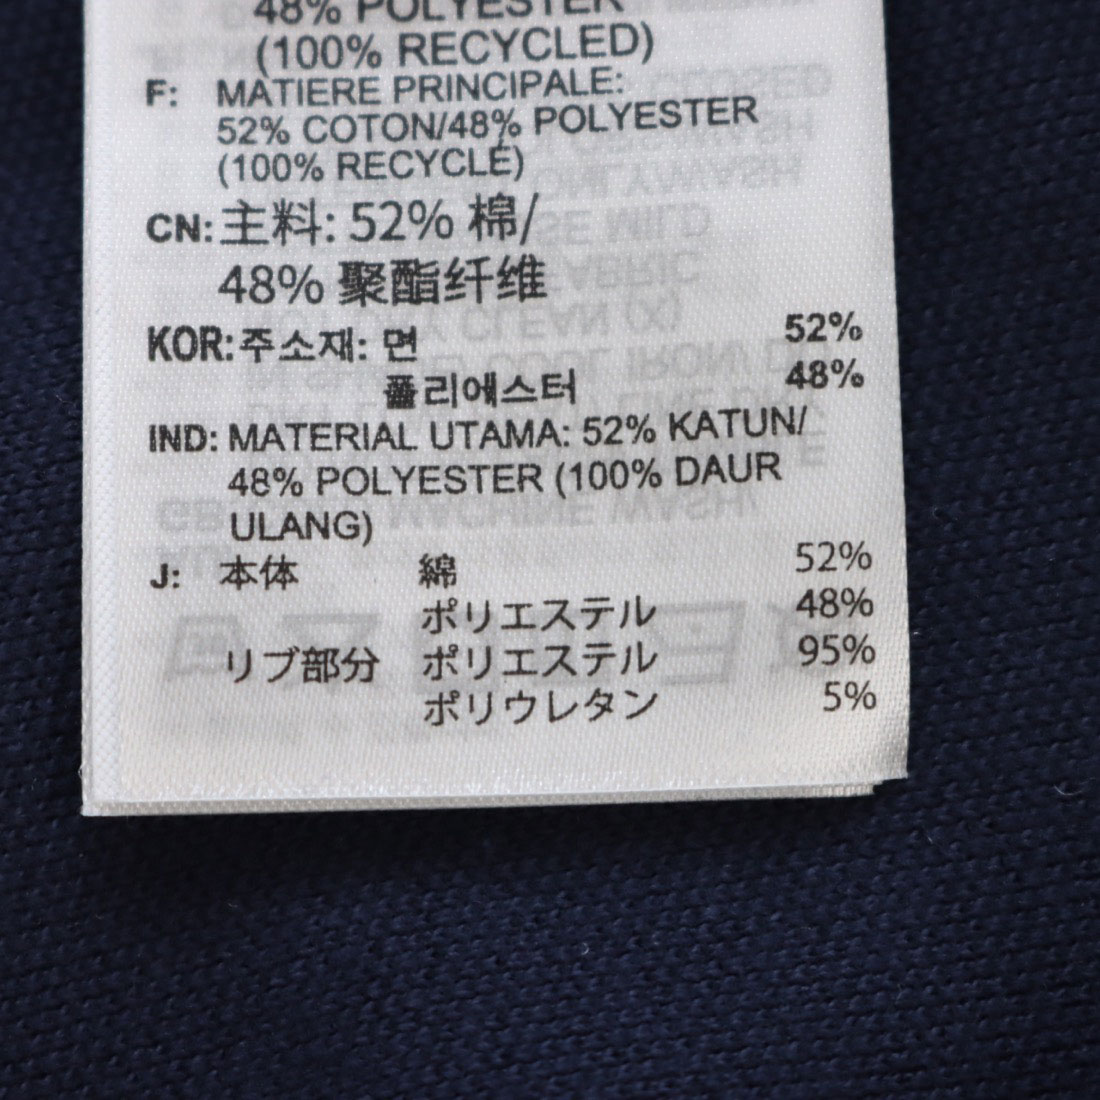 48% POLYESTER
(100% RECYCLED)
F: MATIERE PRINCIPALE:
52% COTON/48% POLYESTER
(100% RECYCLÉ)
CN: 主料: 52% 棉/
48% 聚酯纤维
KOR: 주소재: 면 52%
폴리에스터 48%
IND: MATERIAL UTAMA: 52% KATUN/
48% POLYESTER (100% DAUR
ULANG)
J: 本体 綿 52%
ポリエステル 48%
リブ部分 ポリエステル 95%
ポリウレタン 5%